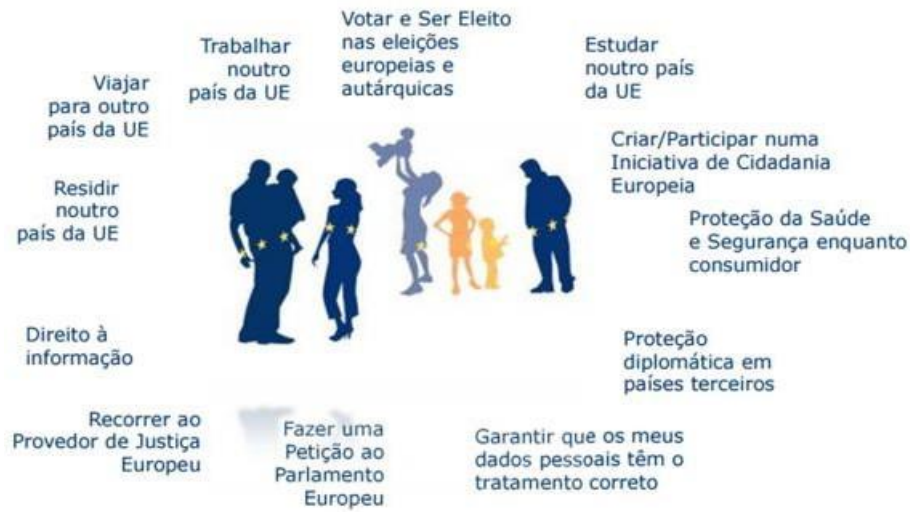 Votar e Ser Eleito
nas eleições
europeias e
autárquicas
Trabalhar
noutro
país da UE
Estudar
noutro país
da UE
Viajar
para outro
país da UE
Criar/Participar numa
Iniciativa de Cidadania
Europeia
Residir
noutro
país da UE
Proteção da Saúde
e Segurança enquanto
consumidor
Direito à
informação
Proteção
diplomática em
países terceiros
Recorrer ao
Provedor de Justiça
Europeu
Fazer uma
Petição ao
Parlamento
Europeu
Garantir que os meus
dados pessoais têm o
tratamento correto